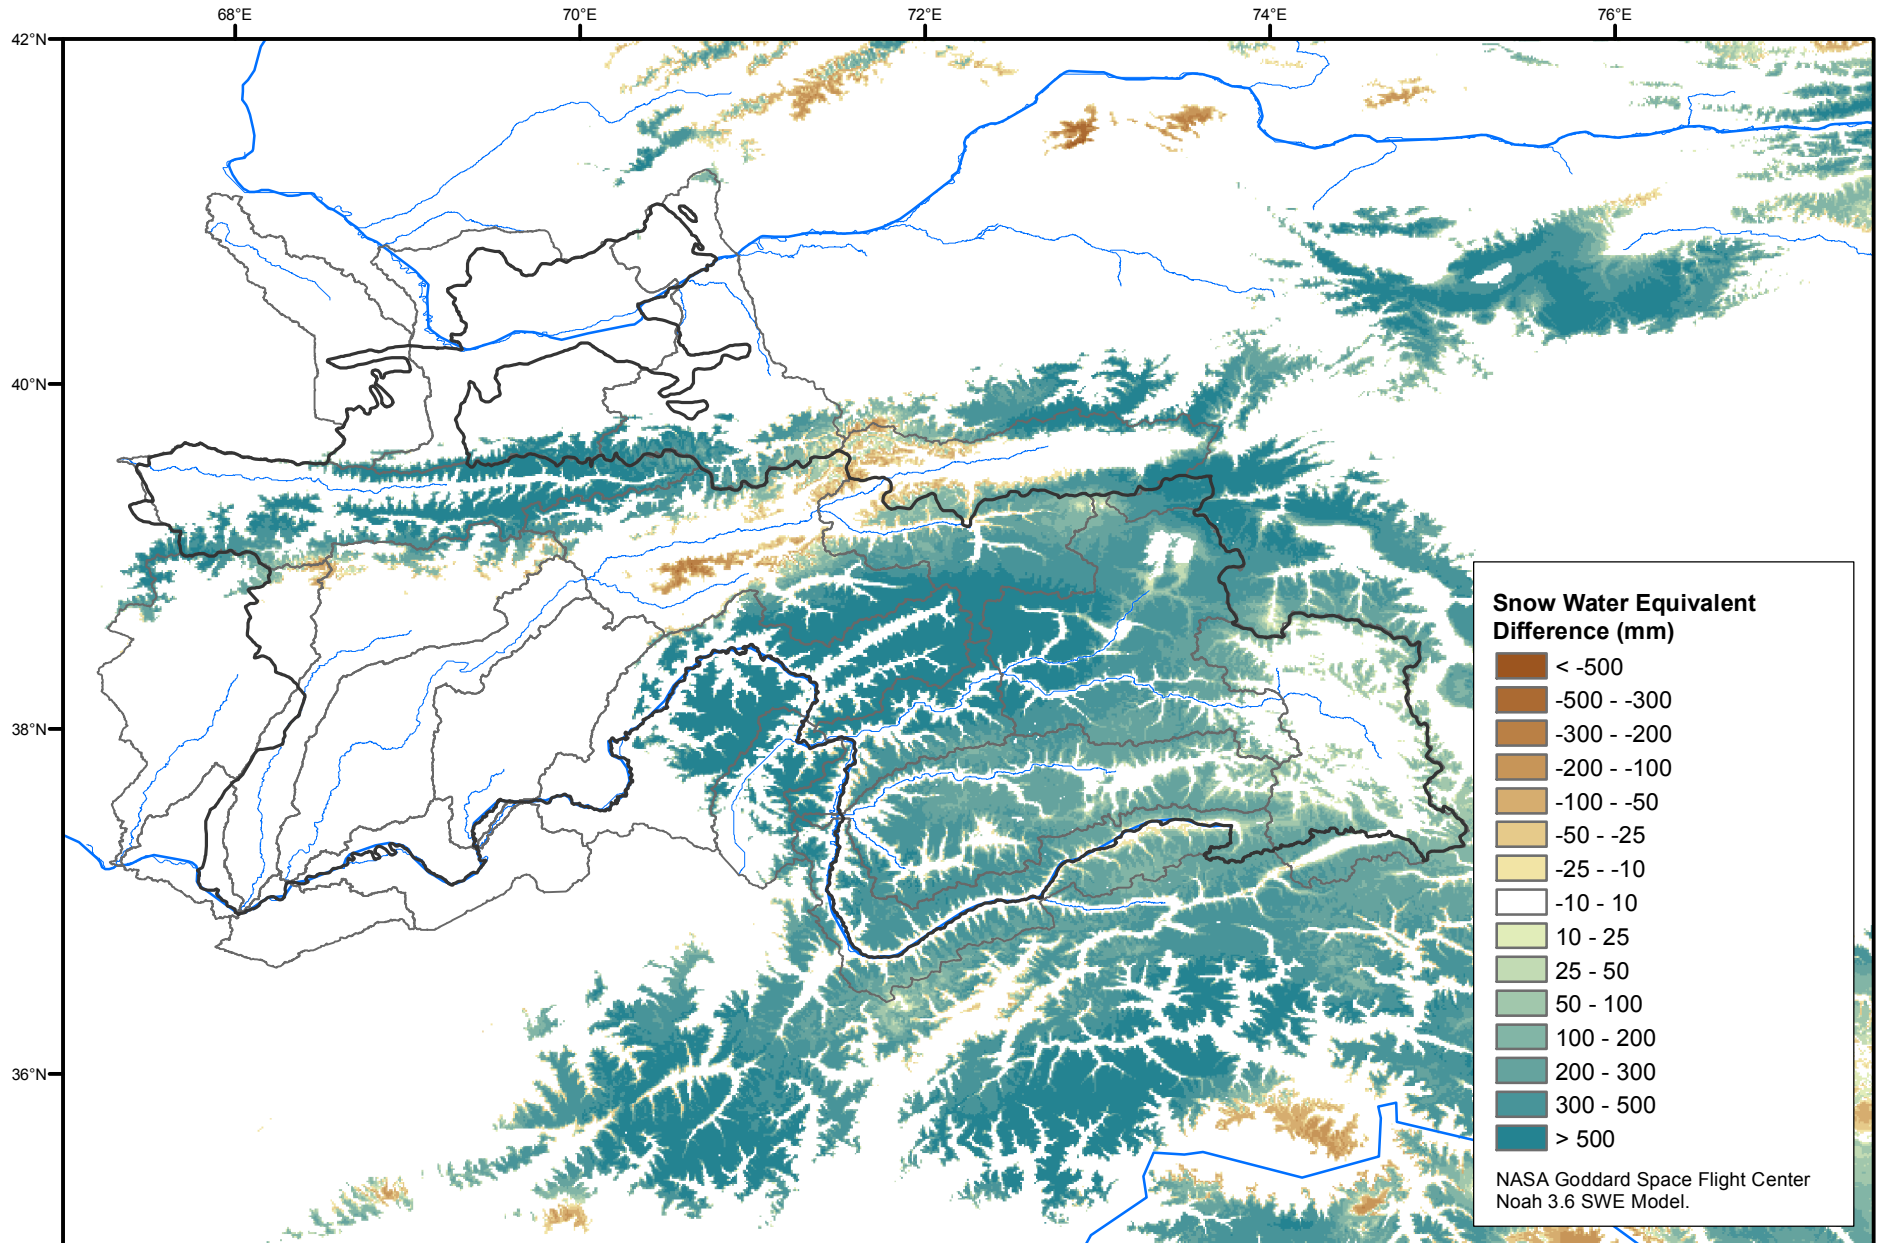 68°E 70°E 72°E 74°E 76°E
42°N
40°N
38°N
36°N
Snow Water Equivalent
Difference (mm)
< -500
-500 - -300
-300 - -200
-200 - -100
-100 - -50
-50 - -25
-25 - -10
-10 - 10
10 - 25
25 - 50
50 - 100
100 - 200
200 - 300
300 - 500
> 500
NASA Goddard Space Flight Center
Noah 3.6 SWE Model.